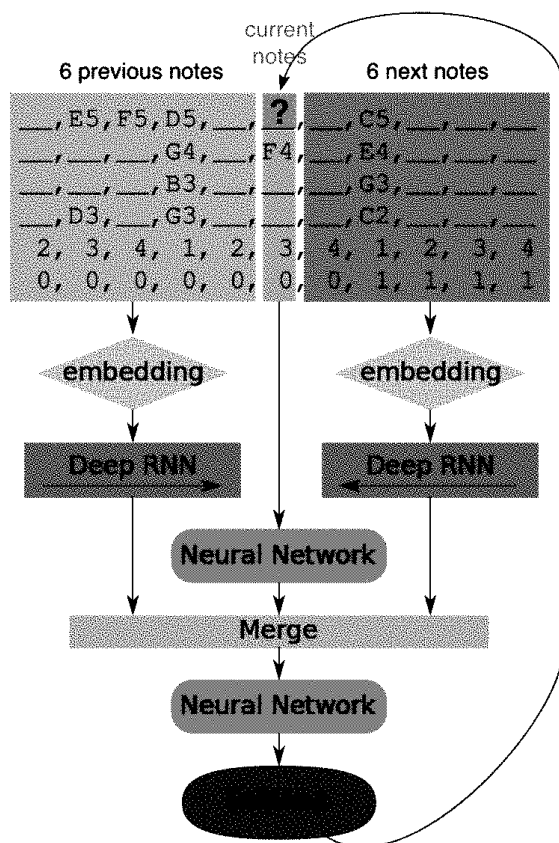 current
notes
6 previous notes
6 next notes
__,E5,F5,D5,__,?,__,C5,__,__,__
__,__,__,G4,__,F4,__,E4,__,__,__
__,__,__,B3,__,__,__,G3,__,__,__
__,D3,__,G3,__,__,__,C2,__,__,__
2, 3, 4, 1, 2, 3, 4, 1, 2, 3, 4
0, 0, 0, 0, 0, 0, 0, 1, 1, 1, 1
embedding
embedding
Deep RNN
Deep RNN
Neural Network
Merge
Neural Network